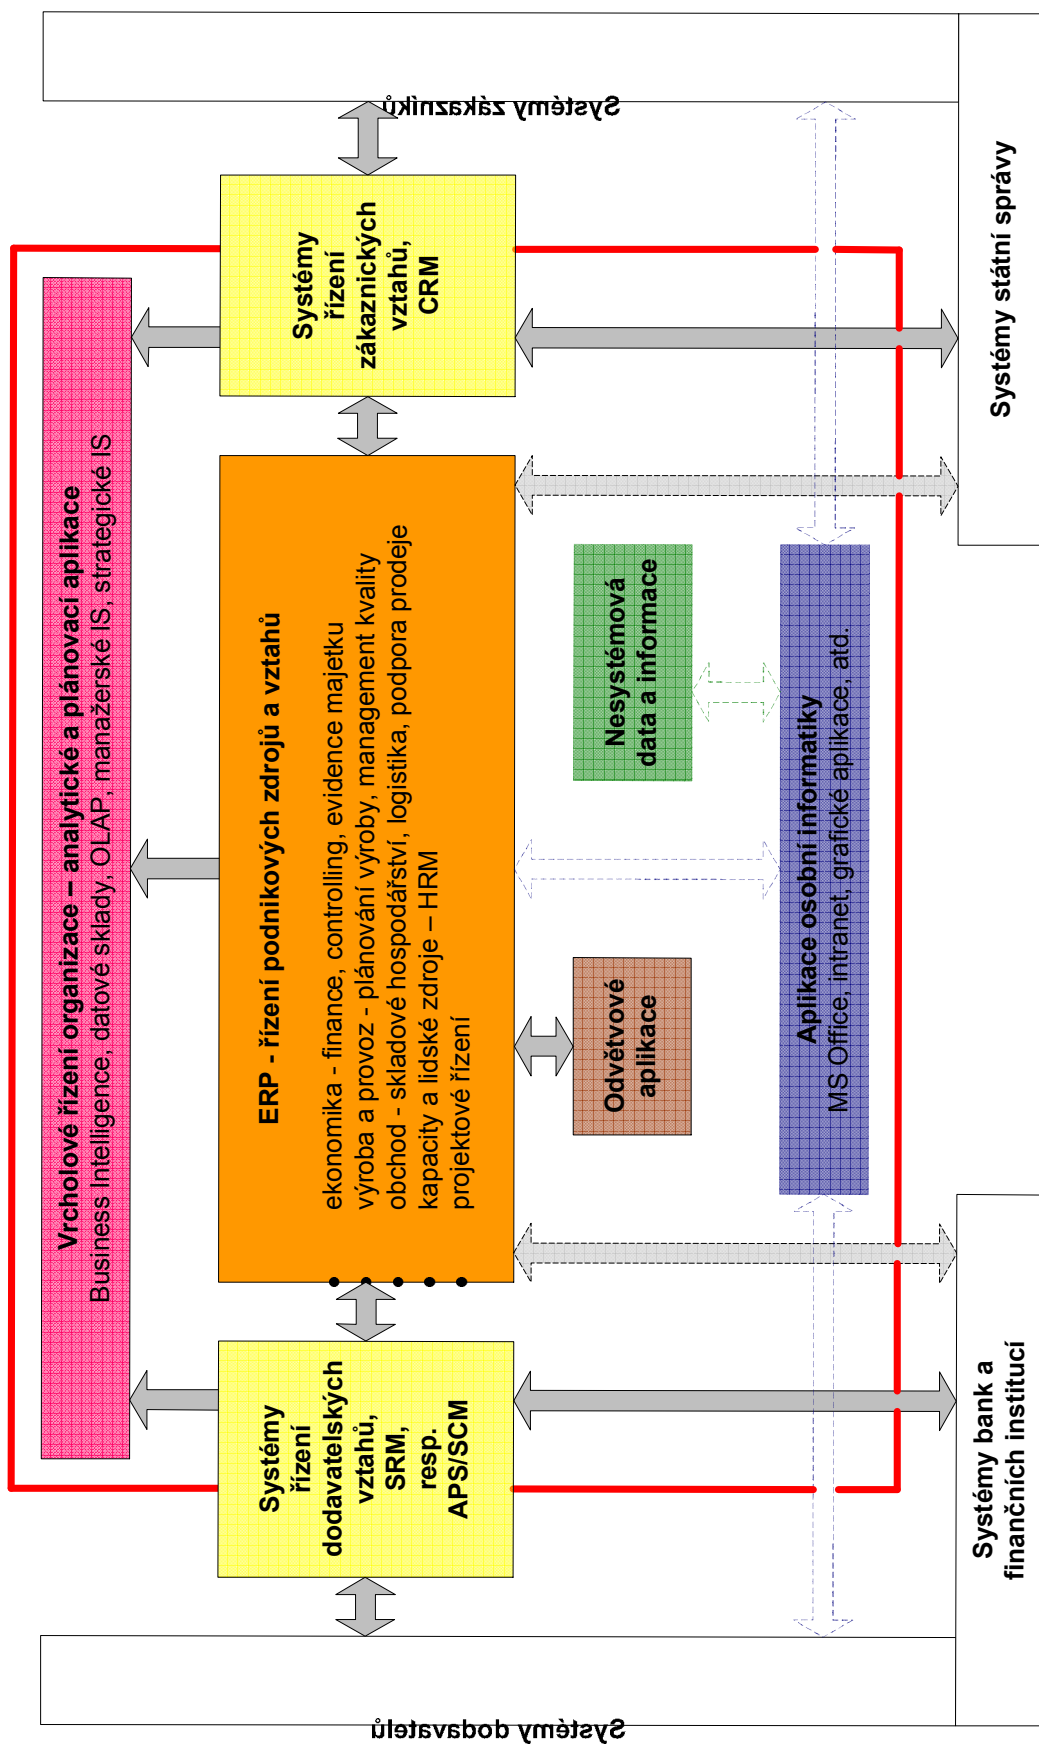 Vrcholové řízení organizace – analytické a plánovací aplikace
Business Intelligence, datové sklady, OLAP, manažerské IS, strategické IS
Systémy dodavatelů
Systémy
řízení
dodavatelských
vztahů,
SRM,
resp.
APS/SCM
ERP - řízení podnikových zdrojů a vztahů
• ekonomika - finance, controlling, evidence majetku
• výroba a provoz - plánování výroby, management kvality
• obchod - skladové hospodářství, logistika, podpora prodeje
• kapacity a lidské zdroje – HRM
• projektové řízení
Systémy
řízení
zákaznických
vztahů,
CRM
Systémy zákazníků
Odvětvové
aplikace
Nesystémová
data a informace
Aplikace osobní informatiky
MS Office, intranet, grafické aplikace, atd.
Systémy bank a
finančních institucí
Systémy státní správy